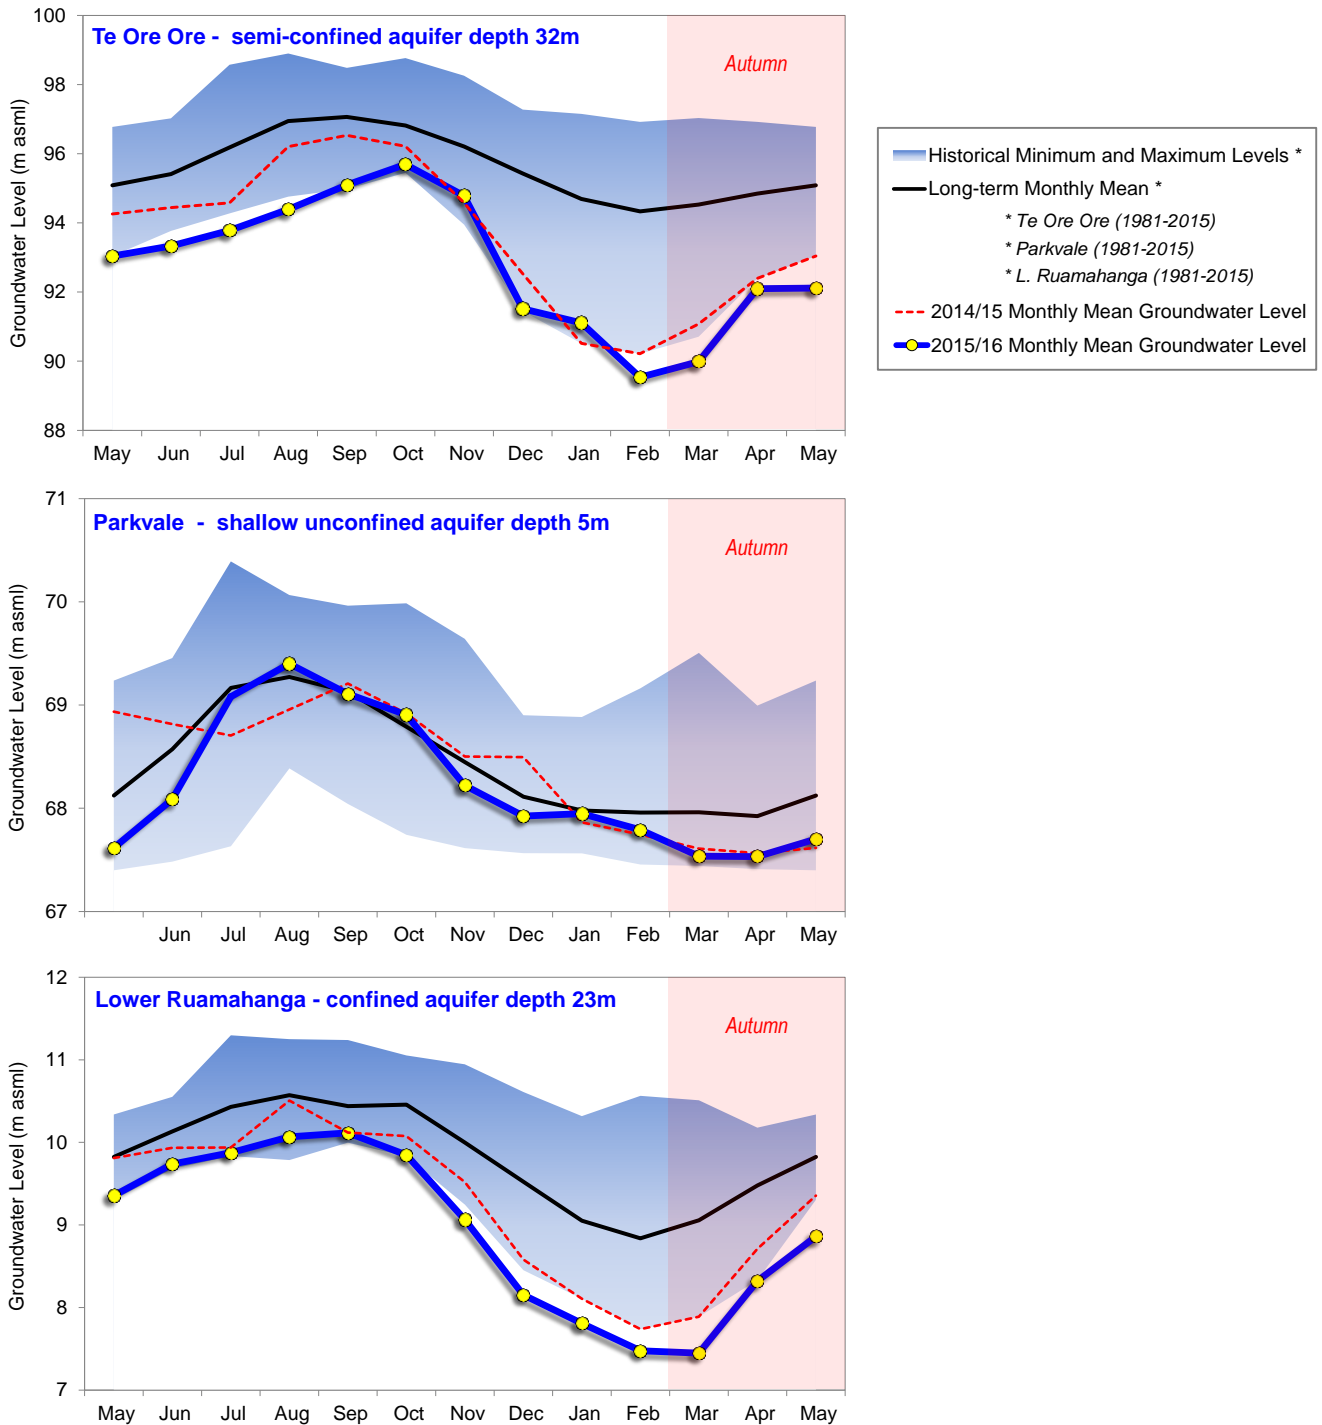 Te Ore Ore - semi-confined aquifer depth 32m
Autumn
Groundwater Level (m asml)
100
98
96
94
92
90
88
May Jun Jul Aug Sep Oct Nov Dec Jan Feb Mar Apr May
Historical Minimum and Maximum Levels *
Long-term Monthly Mean *
* Te Ore Ore (1981-2015)
* Parkvale (1981-2015)
* L. Ruamahanga (1981-2015)
2014/15 Monthly Mean Groundwater Level
2015/16 Monthly Mean Groundwater Level
Parkvale - shallow unconfined aquifer depth 5m
Autumn
Groundwater Level (m asml)
71
70
69
68
67
Jun Jul Aug Sep Oct Nov Dec Jan Feb Mar Apr May
Lower Ruamahanga - confined aquifer depth 23m
Autumn
Groundwater Level (m asml)
12
11
10
9
8
7
May Jun Jul Aug Sep Oct Nov Dec Jan Feb Mar Apr May